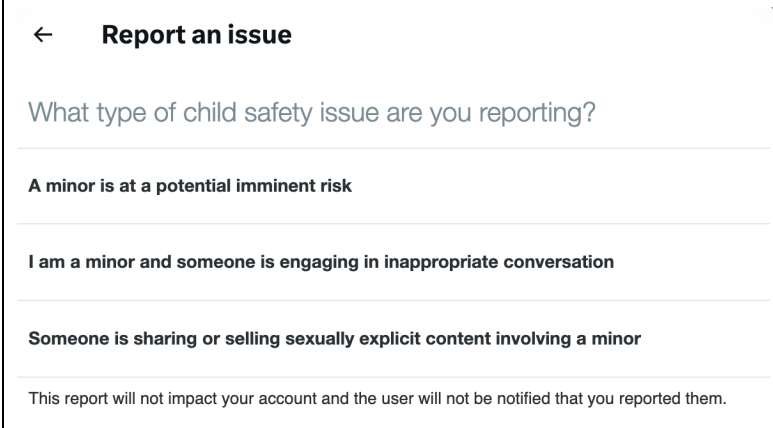 Report an issue
What type of child safety issue are you reporting?
A minor is at a potential imminent risk
I am a minor and someone is engaging in inappropriate conversation
Someone is sharing or selling sexually explicit content involving a minor
This report will not impact your account and the user will not be notified that you reported them.